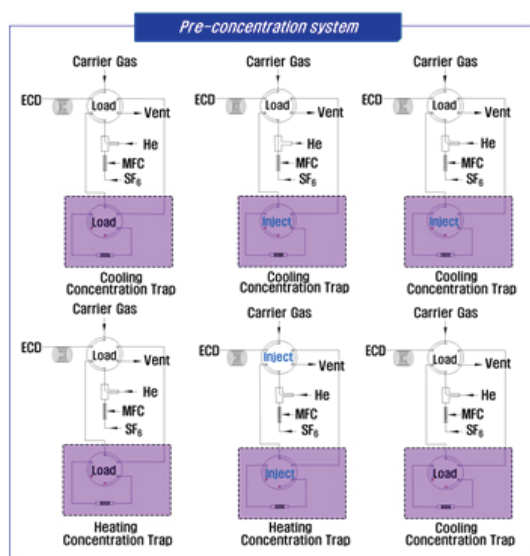 Pre-concentration system
Carrier Gas Carrier Gas Carrier Gas
ECD Load Vent ECD Load Vent ECD Load Vent
He He He
MFC MFC MFC
SF₆ SF₆ SF₆
Load Inject Inject
Cooling Cooling Cooling
Concentration Trap Concentration Trap Concentration Trap
Carrier Gas Carrier Gas Carrier Gas
ECD Load Vent ECD Inject Vent ECD Load Vent
He He He
MFC MFC MFC
SF₆ SF₆ SF₆
Load Inject Load
Heating Heating Cooling
Concentration Trap Concentration Trap Concentration Trap